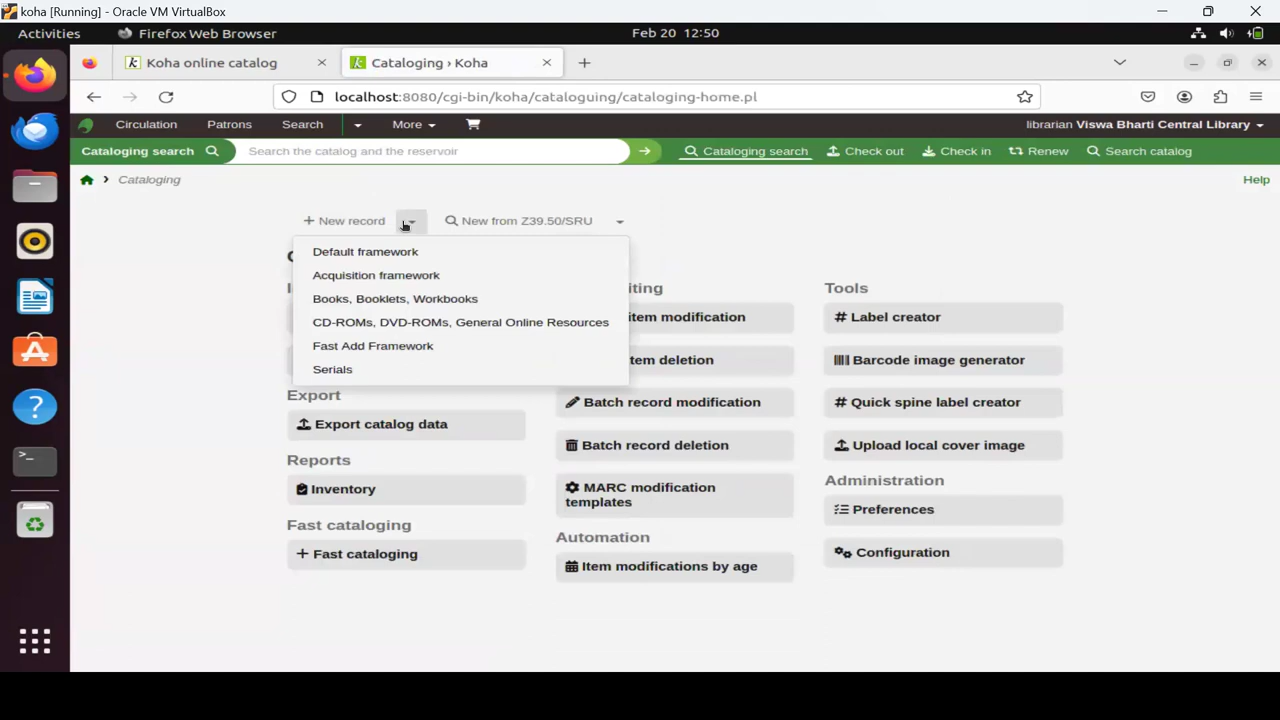 koha [Running] - Oracle VM VirtualBox
Activities
Firefox Web Browser
Feb 20 12:50
Koha online catalog
Cataloging › Koha
localhost:8080/cgi-bin/koha/cataloguing/cataloging-home.pl
Circulation
Patrons
Search
More
librarian Viswa Bharti Central Library
Cataloging search
Search the catalog and the reservoir
Cataloging search
Check out
Check in
Renew
Search catalog
Cataloging
Help
+ New record
New from Z39.50/SRU
Default framework
Acquisition framework
Books, Booklets, Workbooks
CD-ROMs, DVD-ROMs, General Online Resources
Fast Add Framework
Serials
Export
Export catalog data
Reports
Inventory
Fast cataloging
+ Fast cataloging
iting
item modification
tem deletion
Batch record modification
Batch record deletion
MARC modification
templates
Automation
Item modifications by age
Tools
# Label creator
Barcode image generator
# Quick spine label creator
Upload local cover image
Administration
Preferences
Configuration